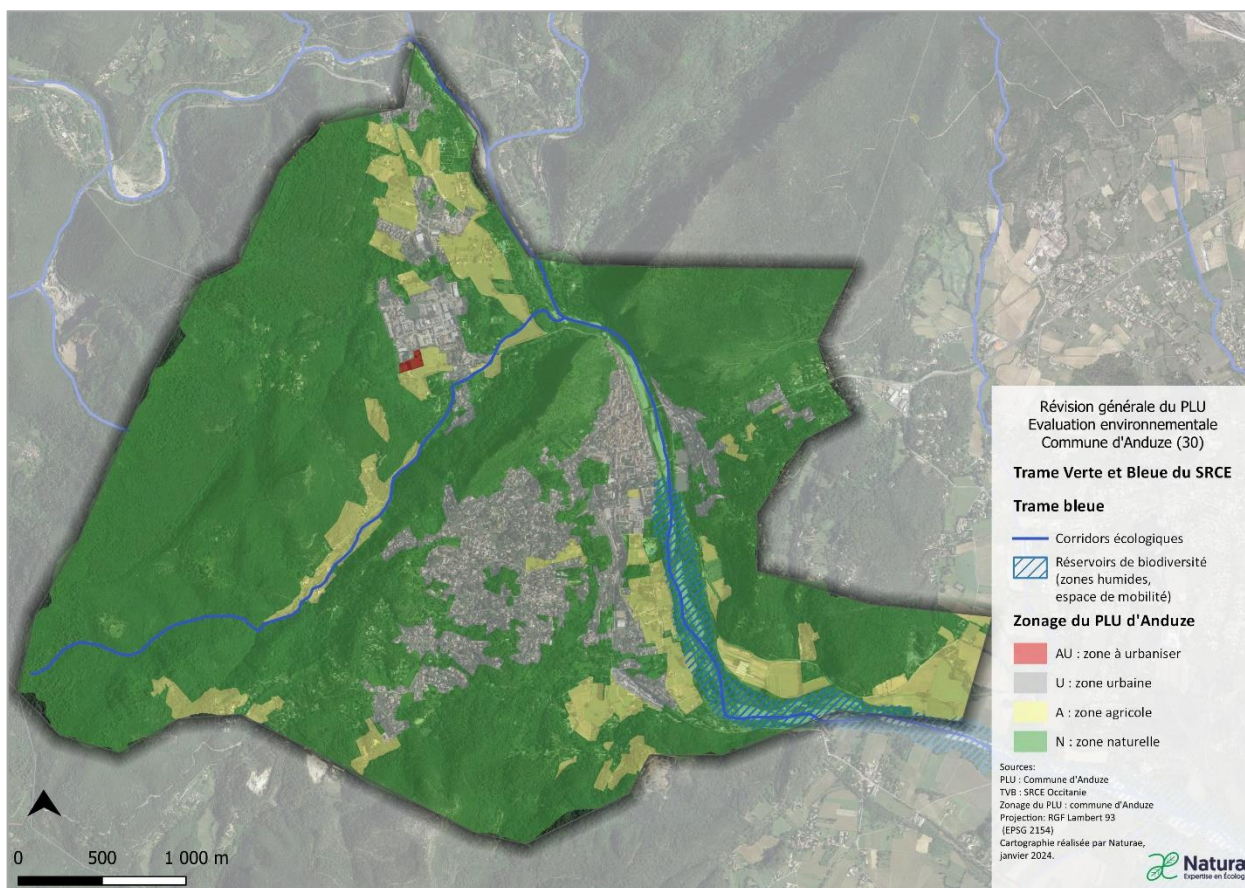 Révision générale du PLU
Evaluation environnementale
Commune d'Anduze (30)
Trame Verte et Bleue du SRCE
Trame bleue
Corridors écologiques
Réservoirs de biodiversité
(zones humides,
espace de mobilité)
Zonage du PLU d'Anduze
AU : zone à urbaniser
U : zone urbaine
A : zone agricole
N : zone naturelle
Sources:
PLU : Commune d'Anduze
TVB : SRCE Occitanie
Zonage du PLU : commune d'Anduze
Projection: RGF Lambert 93
(EPSG 2154)
Cartographie réalisée par Naturae,
janvier 2024.
0 500 1 000 m
Natura
Expertise en Écolog